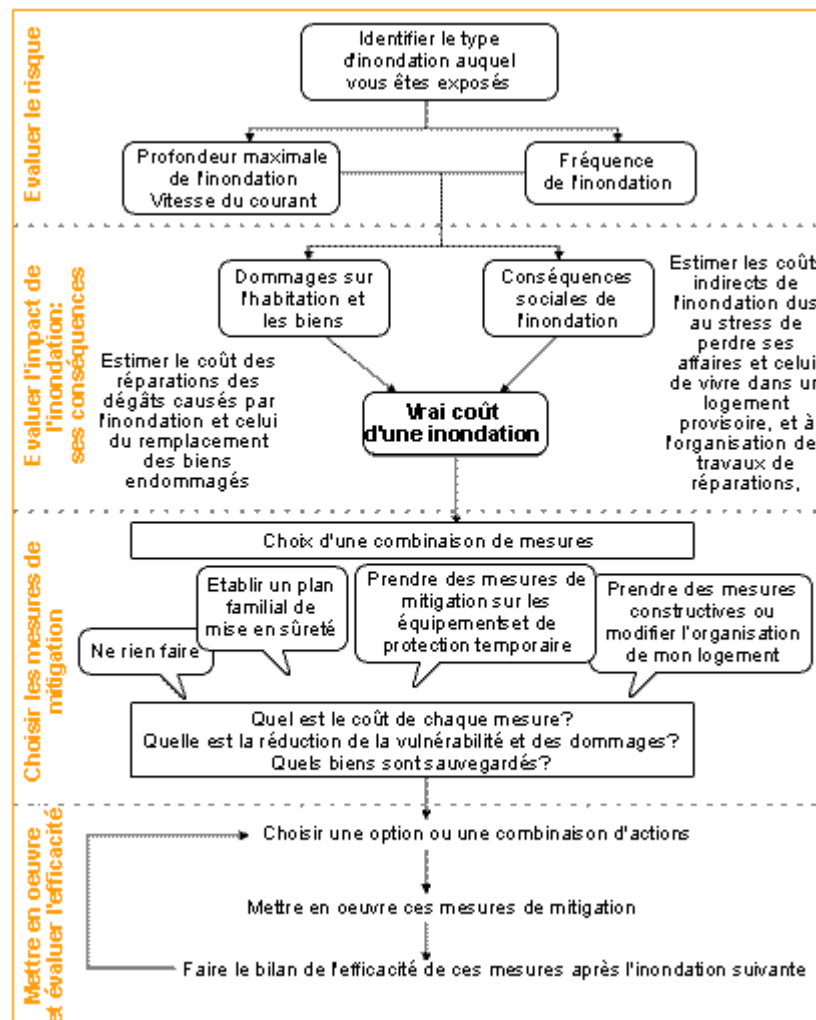 Evaluer le risque
Identifier le type
d'inondation auquel
vous êtes exposés
Profondeur maximale
de l'inondation
Vitesse du courant
Fréquence
de l'inondation
Evaluer l'impact de
l'inondation:
ses conséquences
Dommages sur
l'habitation et
les biens
Conséquences
sociales de
l'inondation
Estimer le coût des
réparations des
dégâts causés par
l'inondation et celui
du remplacement
des biens
endommagés
Vrai coût
d'une inondation
Estimer les coûts
indirects de
l'inondation dus
au stress de
perdre ses
affaires et celui
de vivre dans un
logement
provisoire, et à
l'organisation des
travaux de
réparations,
Choisir les mesures de
mitigation
Choix d'une combinaison de mesures
Ne rien faire
Etablir un plan
familial de
mise en sûreté
Prendre des mesures de
mitigation sur les
équipements et de
protection temporaire
Prendre des mesures
constructives ou
modifier l'organisation
de mon logement
Quel est le coût de chaque mesure?
Quelle est la réduction de la vulnérabilité et des dommages?
Quels biens sont sauvegardés?
Mettre en oeuvre
et évaluer l'efficacité
Choisir une option ou une combinaison d'actions
Mettre en oeuvre ces mesures de mitigation
Faire le bilan de l'efficacité de ces mesures après l'inondation suivante